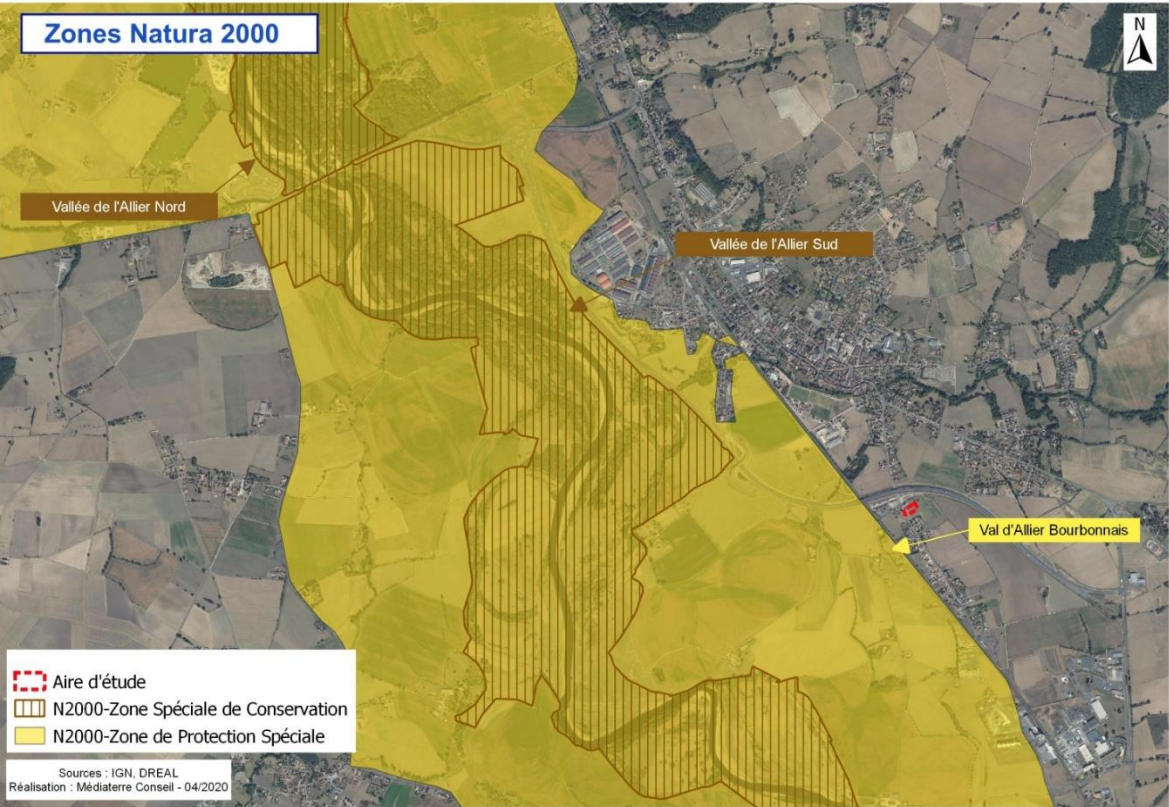 Zones Natura 2000
N
Vallée de l'Allier Nord
Vallée de l'Allier Sud
Val d'Allier Bourbonnais
Aire d'étude
N2000-Zone Spéciale de Conservation
N2000-Zone de Protection Spéciale
Sources : IGN, DREAL
Réalisation : Médiaterre Conseil - 04/2020